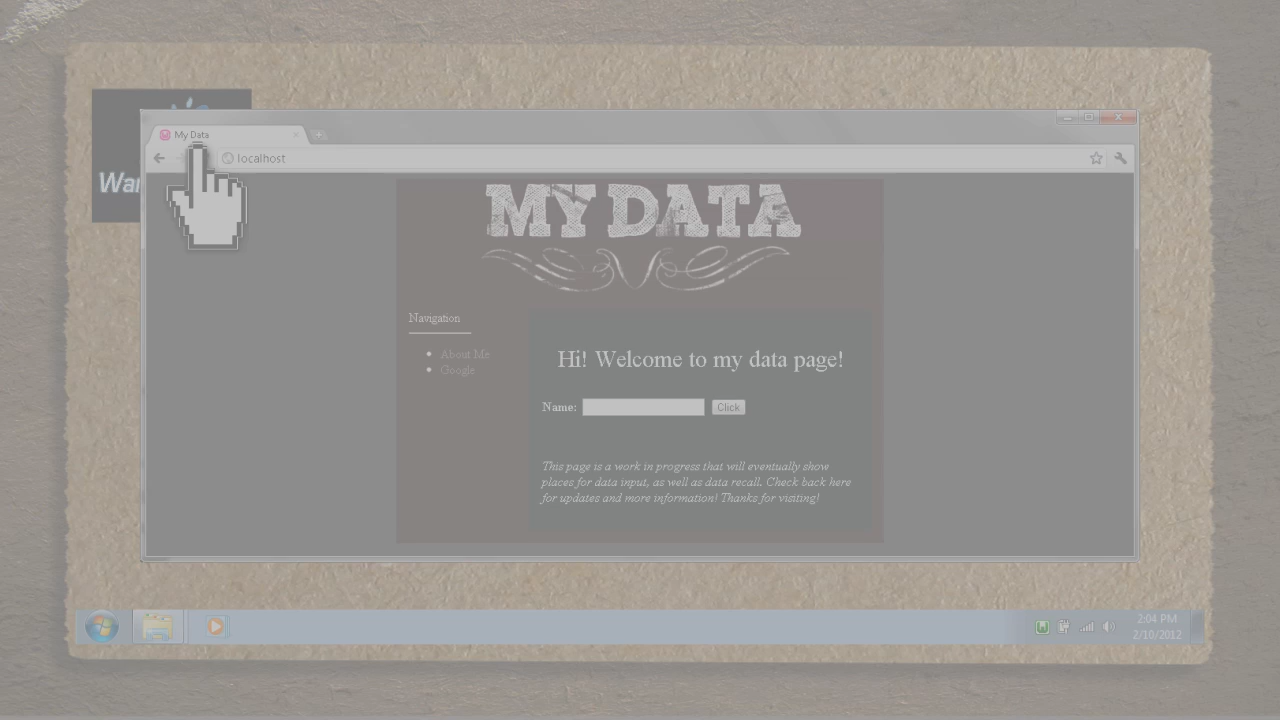 My Data
localhost
MY DATA
Navigation
About Me
Google
Hi! Welcome to my data page!
Name:
Click
This page is a work in progress that will eventually show
places for data input, as well as data recall. Check back here
for updates and more information! Thanks for visiting!
2:04 PM
2/10/2012